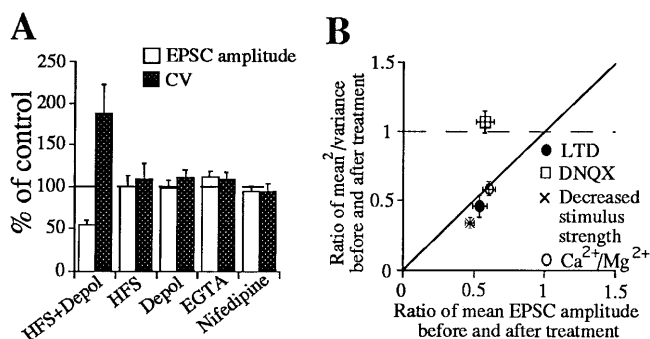 A
EPSC amplitude
CV
% of control
250
200
150
100
50
0
HFS+Depol
HFS
Depol
EGTA
Nifedipine
B
Ratio of mean²/variance
before and after treatment
1.5
1
0.5
0
LTD
DNQX
Decreased
stimulus
strength
Ca²⁺/Mg²⁺
0 0.5 1 1.5
Ratio of mean EPSC amplitude
before and after treatment